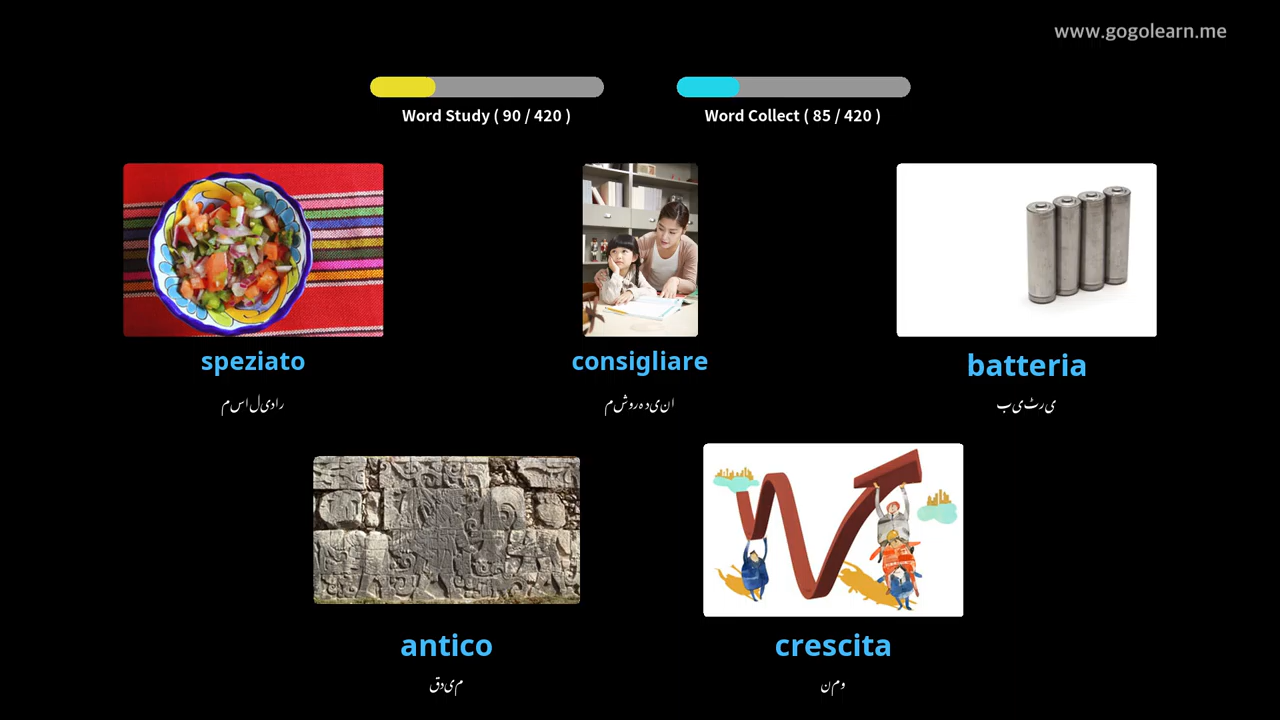 www.gogolearn.me
Word Study ( 90 / 420 )
Word Collect ( 85 / 420 )
speziato
consigliare
batteria
مسالیدار
مشورہ دینا
بیٹری
antico
crescita
قدیم
نمو